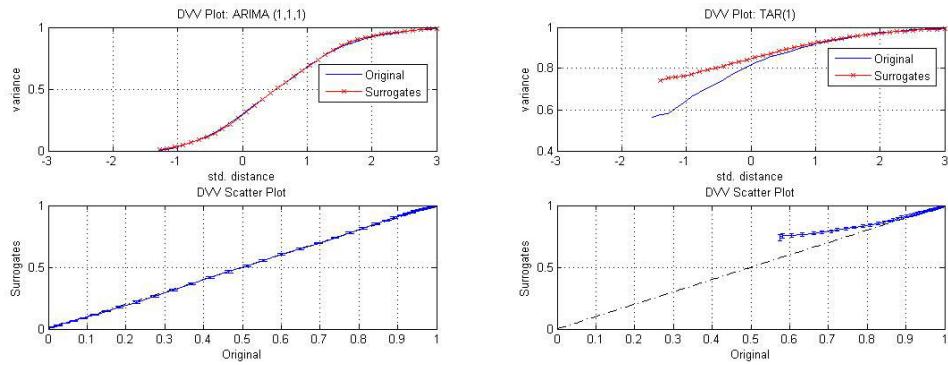 DVV Plot: ARIMA (1,1,1)
1
0.5
0
variance
-3 -2 -1 0 1 2 3
std. distance
Original
Surrogates
DVV Scatter Plot
1
0.5
0
Surrogates
0 0.1 0.2 0.3 0.4 0.5 0.6 0.7 0.8 0.9 1
Original
DVV Plot: TAR(1)
1
0.8
0.6
0.4
variance
-3 -2 -1 0 1 2 3
std. distance
Original
Surrogates
DVV Scatter Plot
1
0.5
0
Surrogates
0 0.1 0.2 0.3 0.4 0.5 0.6 0.7 0.8 0.9 1
Original